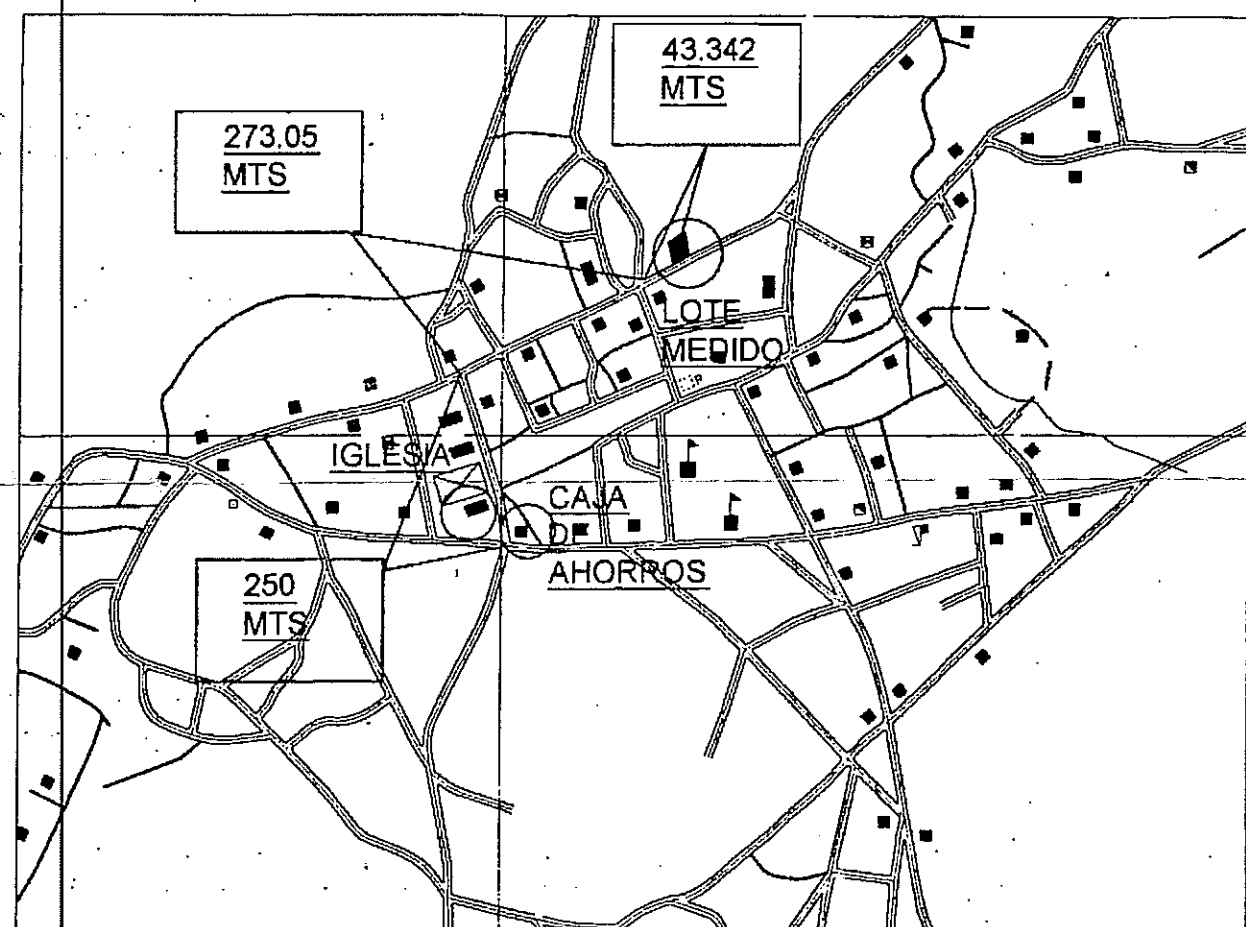 43.342
MTS
273.05
MTS
LOTE
MEDIDO
IGLESIA
CAJA
DE
AHORROS
250
MTS